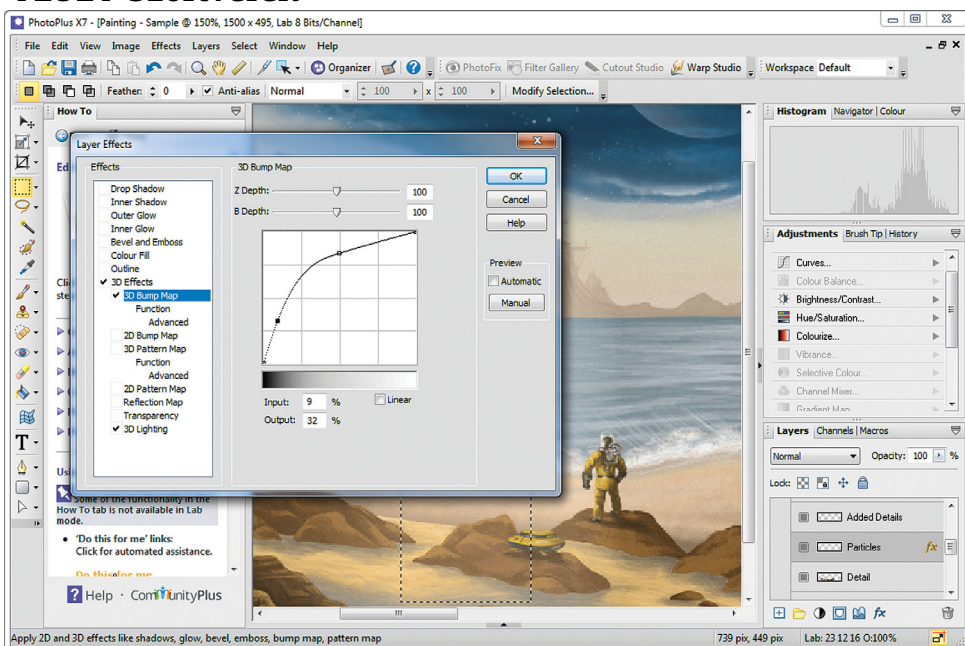 PhotoPlus X7 - [Painting - Sample @ 150%, 1500 x 495, Lab 8 Bits/Channel]
File Edit View Image Effects Layers Select Window Help
Organizer PhotoFix Filter Gallery Cutout Studio Warp Studio Workspace Default
Feather: 0 Anti-alias Normal 100 x 100 Modify Selection...
How To
Layer Effects
Effects
Drop Shadow
Inner Shadow
Outer Glow
Inner Glow
Bevel and Emboss
Colour Fill
Outline
3D Effects
3D Bump Map
Function
Advanced
2D Bump Map
3D Pattern Map
Function
Advanced
2D Pattern Map
Reflection Map
Transparency
3D Lighting
3D Bump Map
Z Depth: 100
B Depth: 100
Input: 9 %
Output: 32 %
Linear
OK
Cancel
Help
Preview
Automatic
Manual
Some of the functionality in the
How To tab is not available in Lab
mode.
• 'Do this for me' links:
Click for automated assistance.
Do this for me
? Help · CommunityPlus
Histogram Navigator | Colour
Adjustments Brush Tip | History
Curves...
Colour Balance...
Brightness/Contrast...
Hue/Saturation...
Colourize...
Vibrance...
Selective Colour...
Channel Mixer...
Gradient Map
Layers Channels | Macros
Normal Opacity: 100 %
Lock:
Added Details
Particles fx
Detail
fx
Apply 2D and 3D effects like shadows, glow, bevel, emboss, bump map, pattern map
739 pix, 449 pix Lab: 23 12 16 O:100%